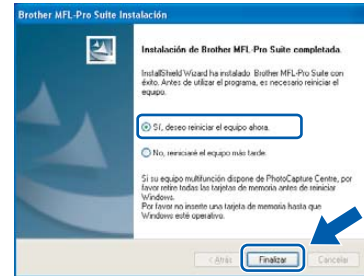 Brother MFL-Pro Suite Instalación
Instalación de Brother MFL-Pro Suite completada.
InstallShield Wizard ha instalado Brother MFL-Pro Suite con
éxito. Antes de utilizar el programa, es necesario reiniciar el
equipo.
Sí, deseo reiniciar el equipo ahora.
No, reiniciaré el equipo más tarde.
Si su equipo multifunción dispone de PhotoCapture Centre, por
favor retire todas las tarjetas de memoria antes de reiniciar
Windows.
Por favor no inserte una tarjeta de memoria hasta que
Windows esté operativo.
< Atrás
Finalizar
Cancelar